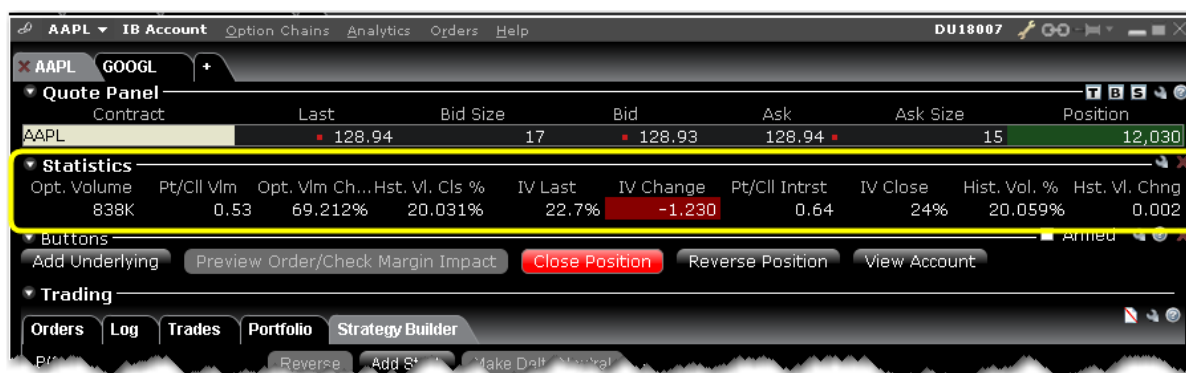 AAPL IB Account Option Chains Analytics Orders Help DU18007
AAPL GOOGL +
Quote Panel T B S
Contract Last Bid Size Bid Ask Ask Size Position
AAPL 128.94 17 128.93 128.94 15 12,030
Statistics
Opt. Volume Pt/Cll Vlm Opt. Vlm Ch...Hst. Vl. Cls % IV Last IV Change Pt/Cll Intrst IV Close Hist. Vol. % Hst. Vl. Chng
838K 0.53 69.212% 20.031% 22.7% -1.230 0.64 24% 20.059% 0.002
Buttons Armed
Add Underlying Preview Order/Check Margin Impact Close Position Reverse Position View Account
Trading
Orders Log Trades Portfolio Strategy Builder
Reverse Add Make